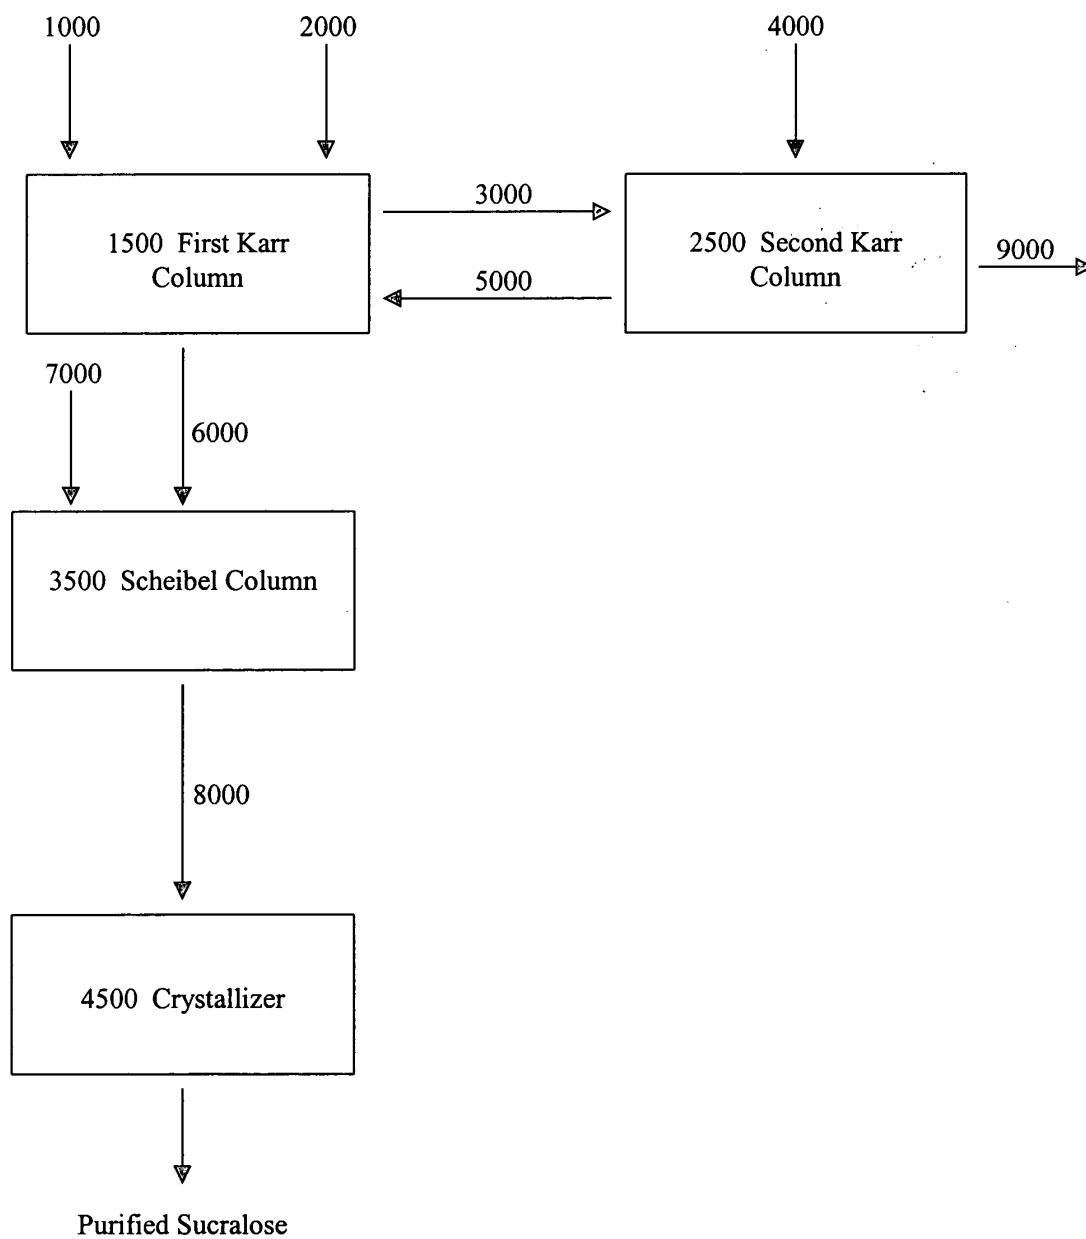 1000
2000
4000
1500 First Karr
Column
3000
5000
2500 Second Karr
Column
9000
7000
6000
3500 Scheibel Column
8000
4500 Crystallizer
Purified Sucralose